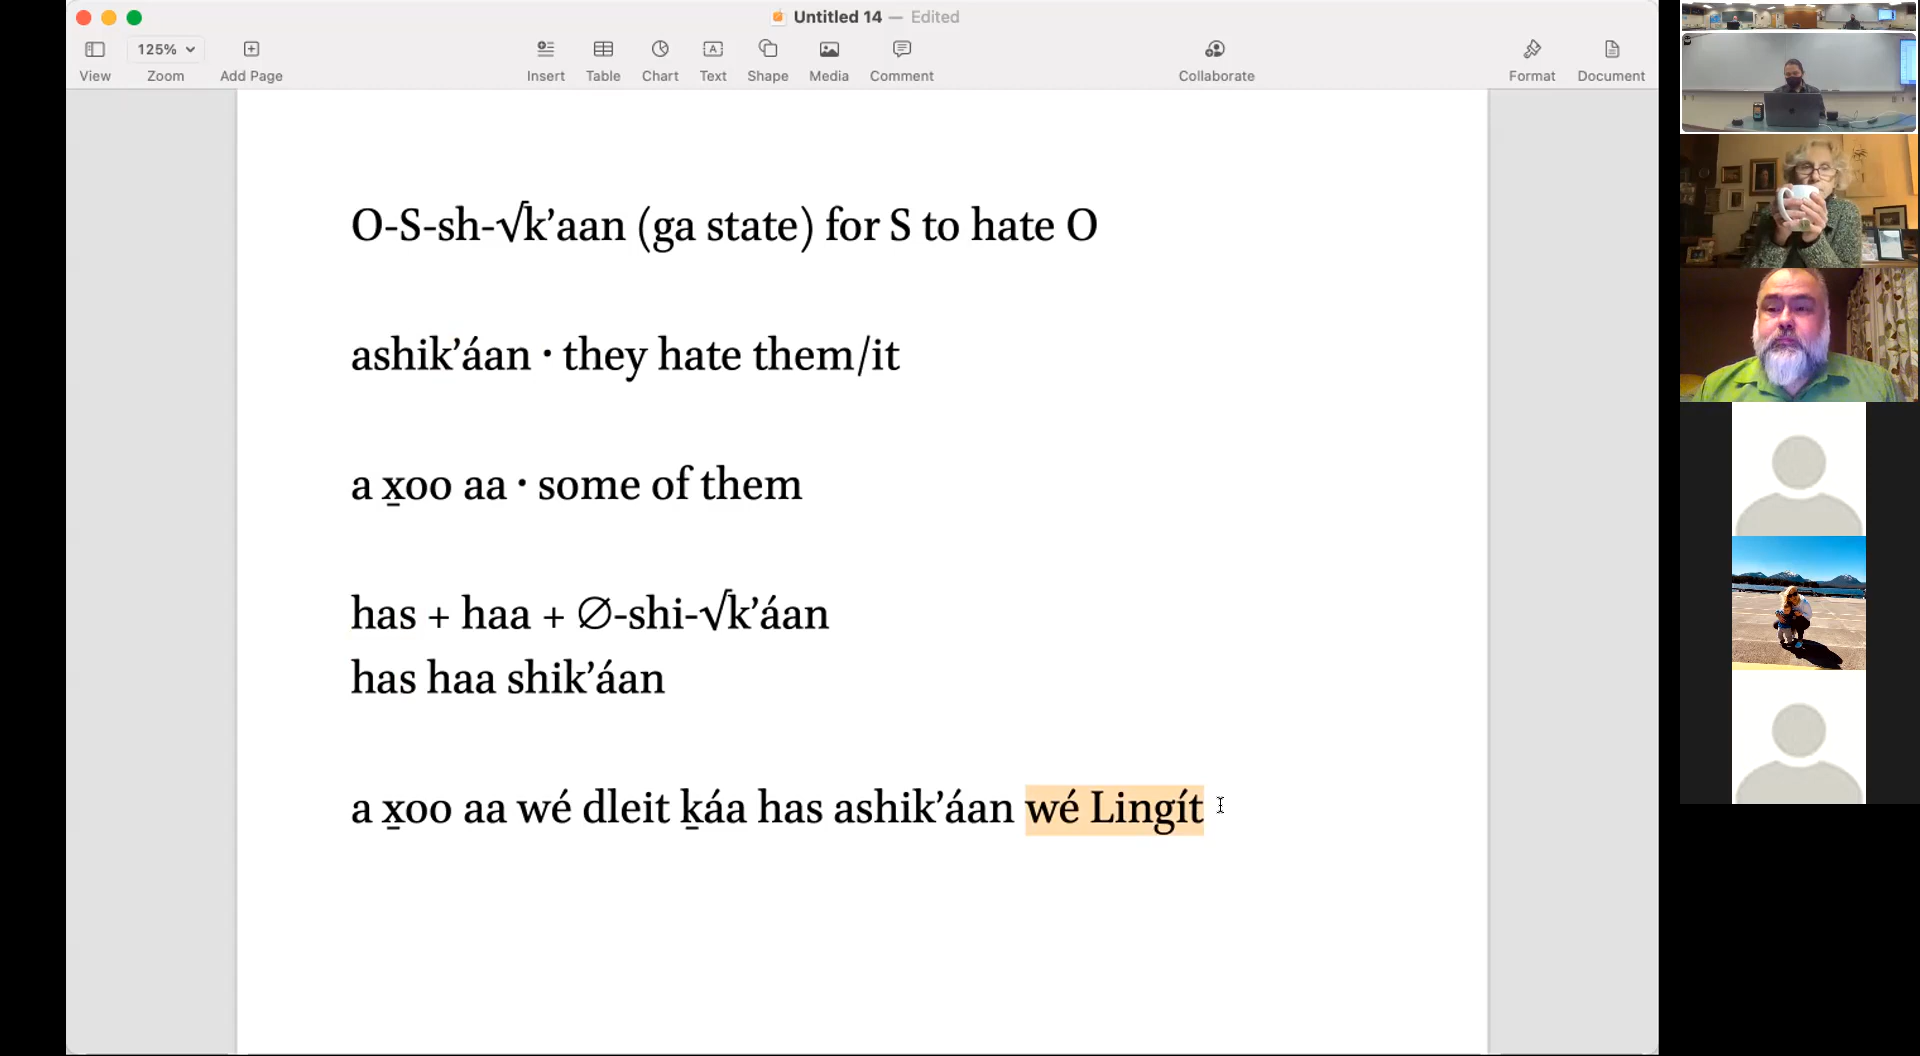 Untitled 14 — Edited
125%
View Zoom Add Page Insert Table Chart Text Shape Media Comment Collaborate Format Document
O-S-sh-√k’aan (ga state) for S to hate O
ashik’áan · they hate them/it
a x̱oo aa · some of them
has + haa + ∅-shi-√k’áan
has haa shik’áan
a x̱oo aa wé dleit ḵáa has ashik’áan wé Lingít